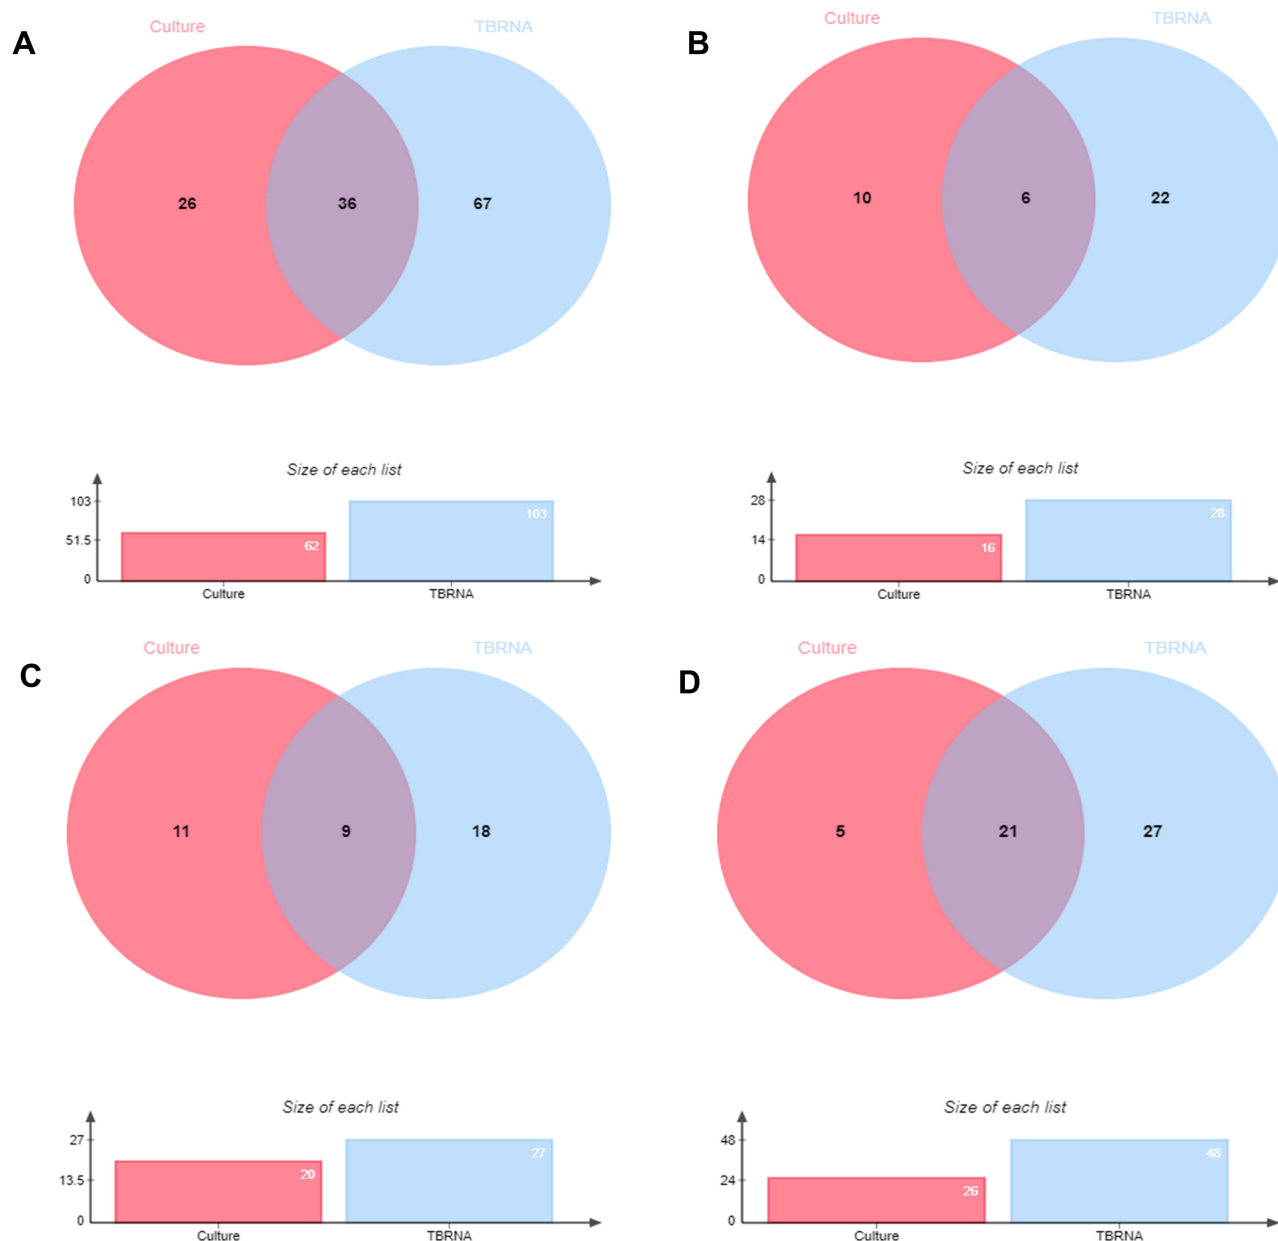 A
Culture
TBRNA
26
36
67
Size of each list
103
51.5
0
62
103
Culture
TBRNA
B
Culture
TBRNA
10
6
22
Size of each list
28
14
0
16
28
Culture
TBRNA
C
Culture
TBRNA
11
9
18
Size of each list
27
13.5
0
20
27
Culture
TBRNA
D
Culture
TBRNA
5
21
27
Size of each list
48
24
0
26
48
Culture
TBRNA